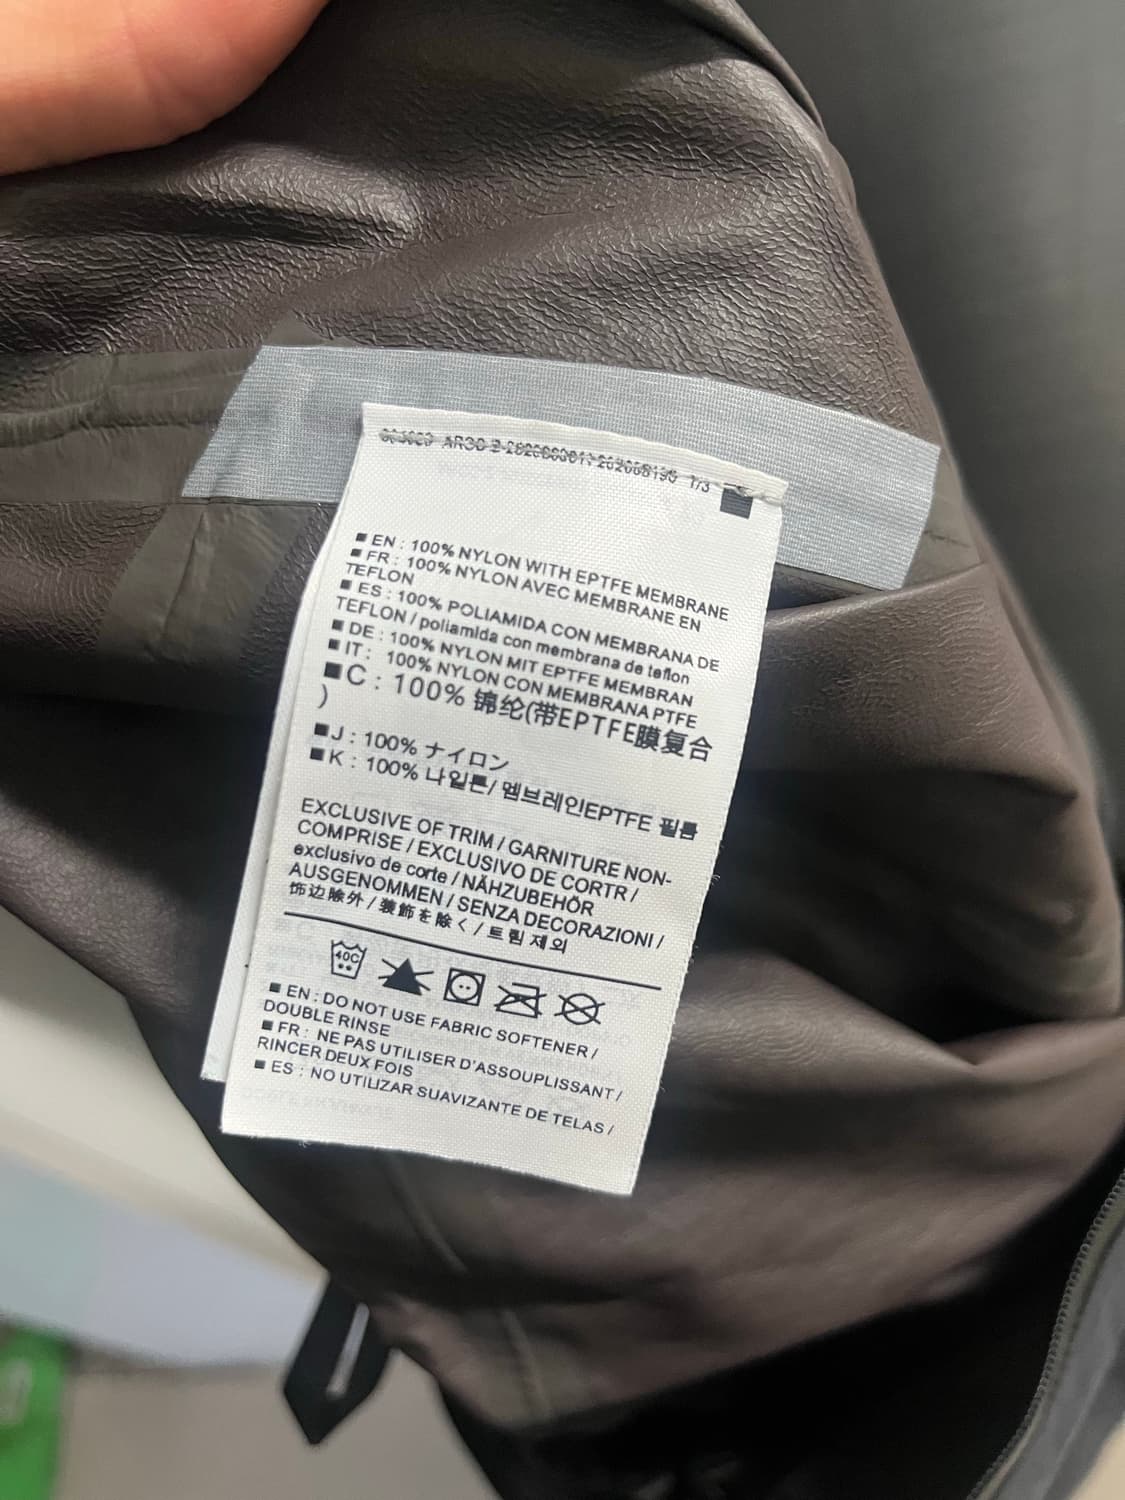 1/3
■ EN : 100% NYLON WITH EPTFE MEMBRANE
■ FR : 100% NYLON AVEC MEMBRANE EN
TEFLON
■ ES : 100% POLIAMIDA CON MEMBRANA DE
TEFLON / poliamida con membrana de teflon
■ DE : 100% NYLON MIT EPTFE MEMBRAN
■ IT : 100% NYLON CON MEMBRANA PTFE
■ C : 100% 锦纶(带EPTFE膜复合
)
■ J : 100% ナイロン
■ K : 100% 나일론/ 멤브레인EPTFE 필름
EXCLUSIVE OF TRIM / GARNITURE NON-
COMPRISE / EXCLUSIVO DE CORTR /
exclusivo de corte / NÄHZUBEHÖR
AUSGENOMMEN / SENZA DECORAZIONI /
饰边除外 / 装飾を除く / 트림 제외
40C
■ EN : DO NOT USE FABRIC SOFTENER /
DOUBLE RINSE
■ FR : NE PAS UTILISER D'ASSOUPLISSANT /
RINCER DEUX FOIS
■ ES : NO UTILIZAR SUAVIZANTE DE TELAS /